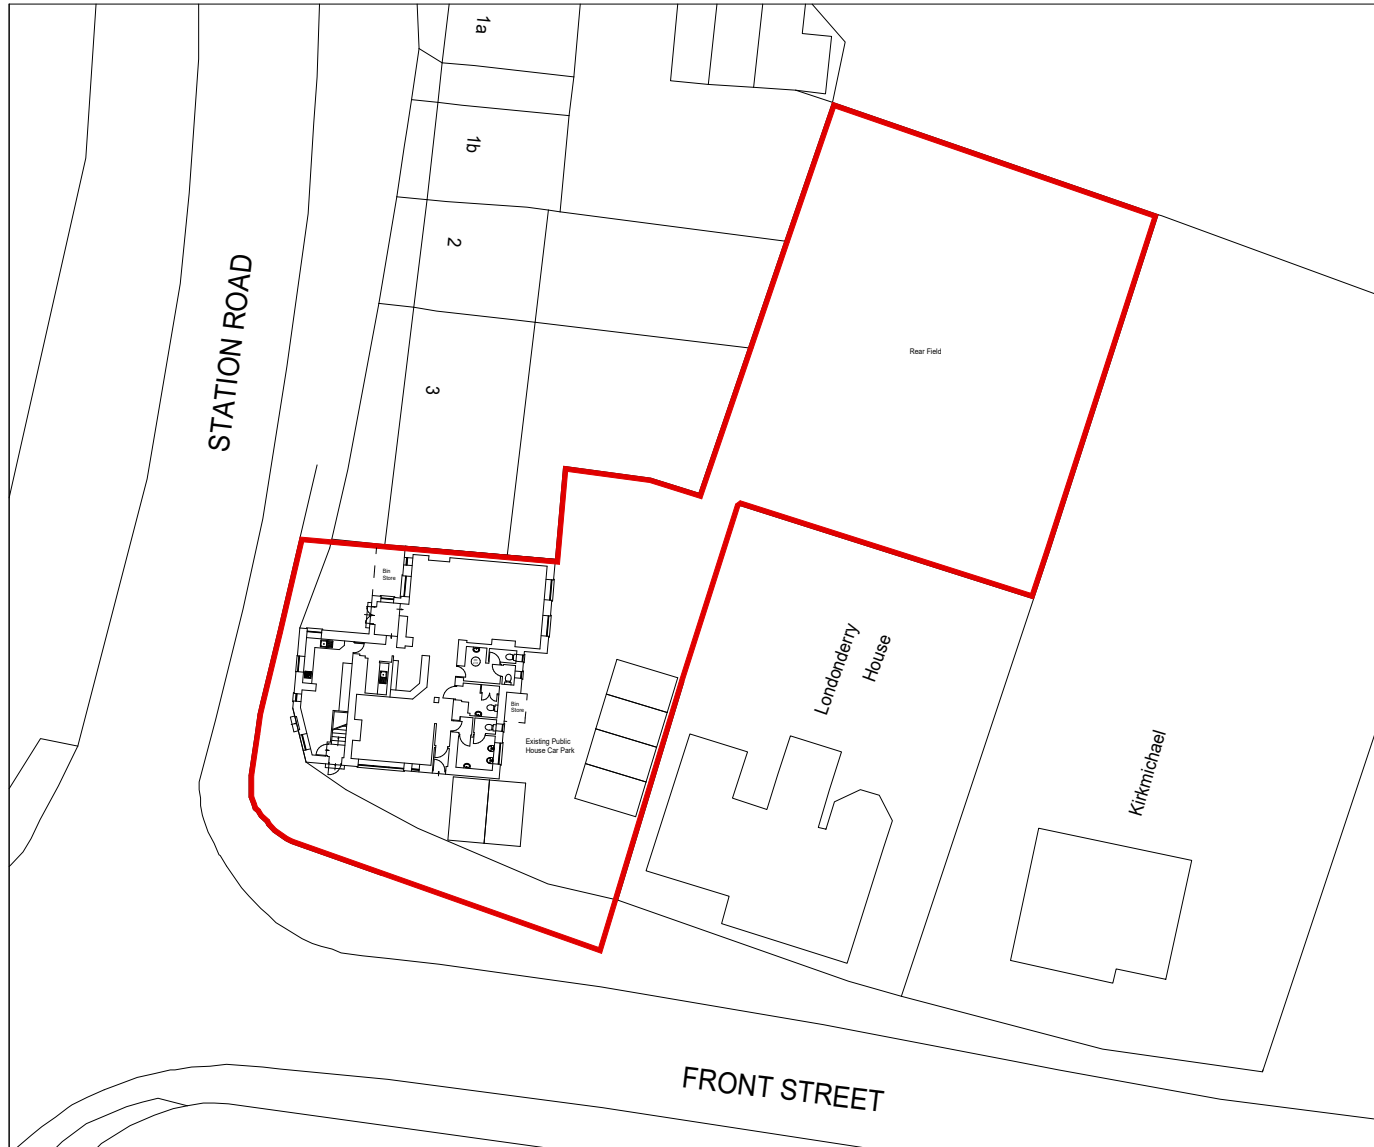 1a
1b
2
STATION ROAD
Rear Field
3
Bin
Store
Londonderry
House
Bin
Store
Existing Public
House Car Park
Kirkmichael
FRONT STREET